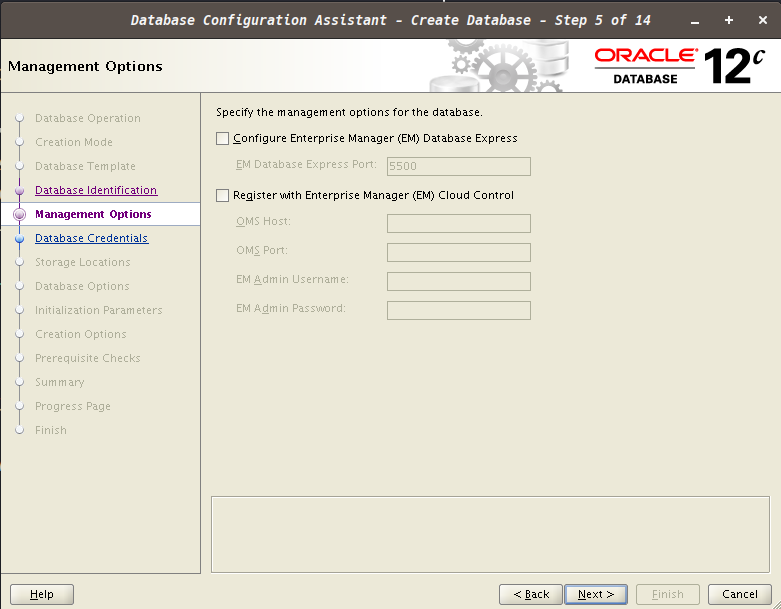 Database Configuration Assistant - Create Database - Step 5 of 14
Management Options
ORACLE
DATABASE
12c
Database Operation
Creation Mode
Database Template
Database Identification
Management Options
Database Credentials
Storage Locations
Database Options
Initialization Parameters
Creation Options
Prerequisite Checks
Summary
Progress Page
Finish
Specify the management options for the database.
Configure Enterprise Manager (EM) Database Express
EM Database Express Port: 5500
Register with Enterprise Manager (EM) Cloud Control
OMS Host:
OMS Port:
EM Admin Username:
EM Admin Password:
Help
< Back
Next >
Finish
Cancel